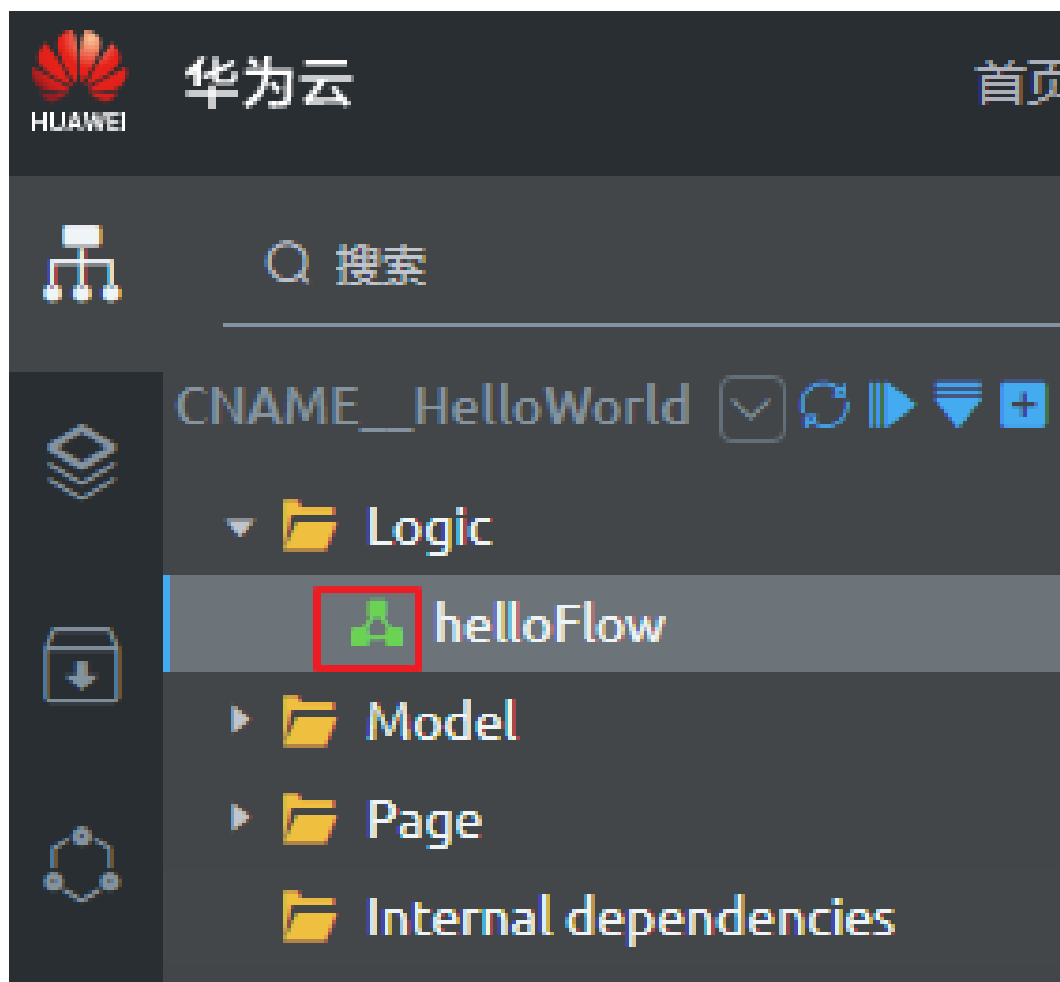 HUAWEI
华为云
首页
搜索
CNAME__HelloWorld
Logic
helloFlow
Model
Page
Internal dependencies